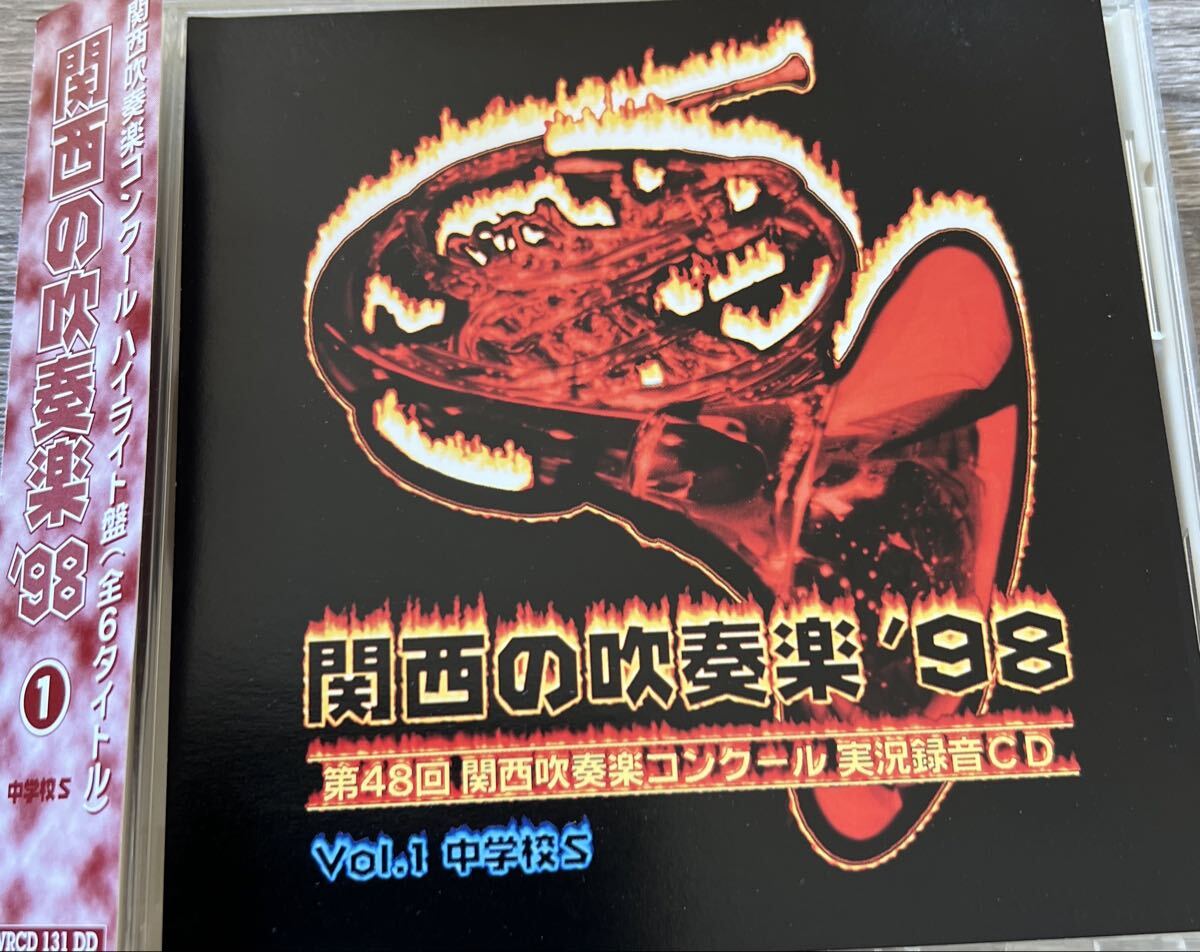 関西吹奏楽コンクール ハイライト盤(全6タイトル)
関西の吹奏楽'98
1
中学校S
WRCD 131 DD
関西の吹奏楽'98
第48回 関西吹奏楽コンクール 実況録音CD
Vol.1 中学校S